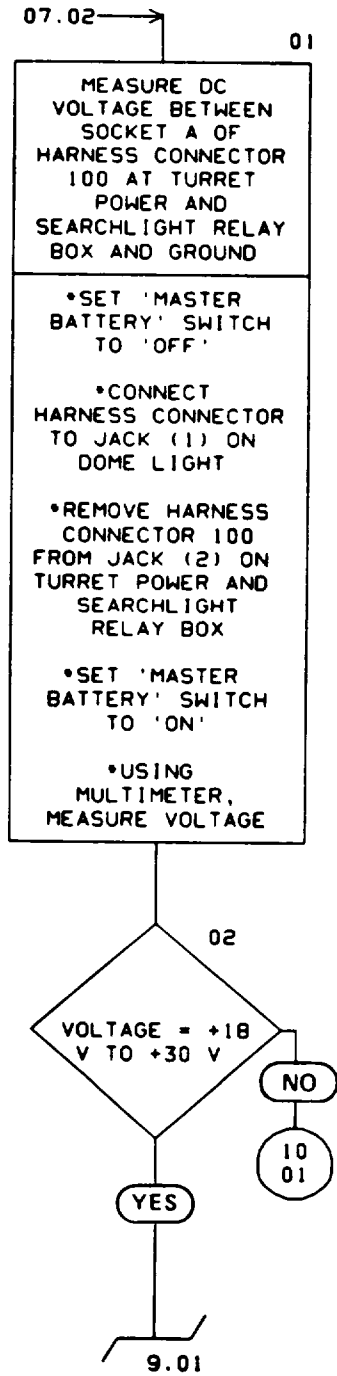 07.02
01
MEASURE DC
VOLTAGE BETWEEN
SOCKET A OF
HARNESS CONNECTOR
100 AT TURRET
POWER AND
SEARCHLIGHT RELAY
BOX AND GROUND
•SET 'MASTER
BATTERY' SWITCH
TO 'OFF'
•CONNECT
HARNESS CONNECTOR
TO JACK (1) ON
DOME LIGHT
•REMOVE HARNESS
CONNECTOR 100
FROM JACK (2) ON
TURRET POWER AND
SEARCHLIGHT
RELAY BOX
•SET 'MASTER
BATTERY' SWITCH
TO 'ON'
•USING
MULTIMETER,
MEASURE VOLTAGE
02
VOLTAGE = +18
V TO +30 V
NO
10
01
YES
9.01